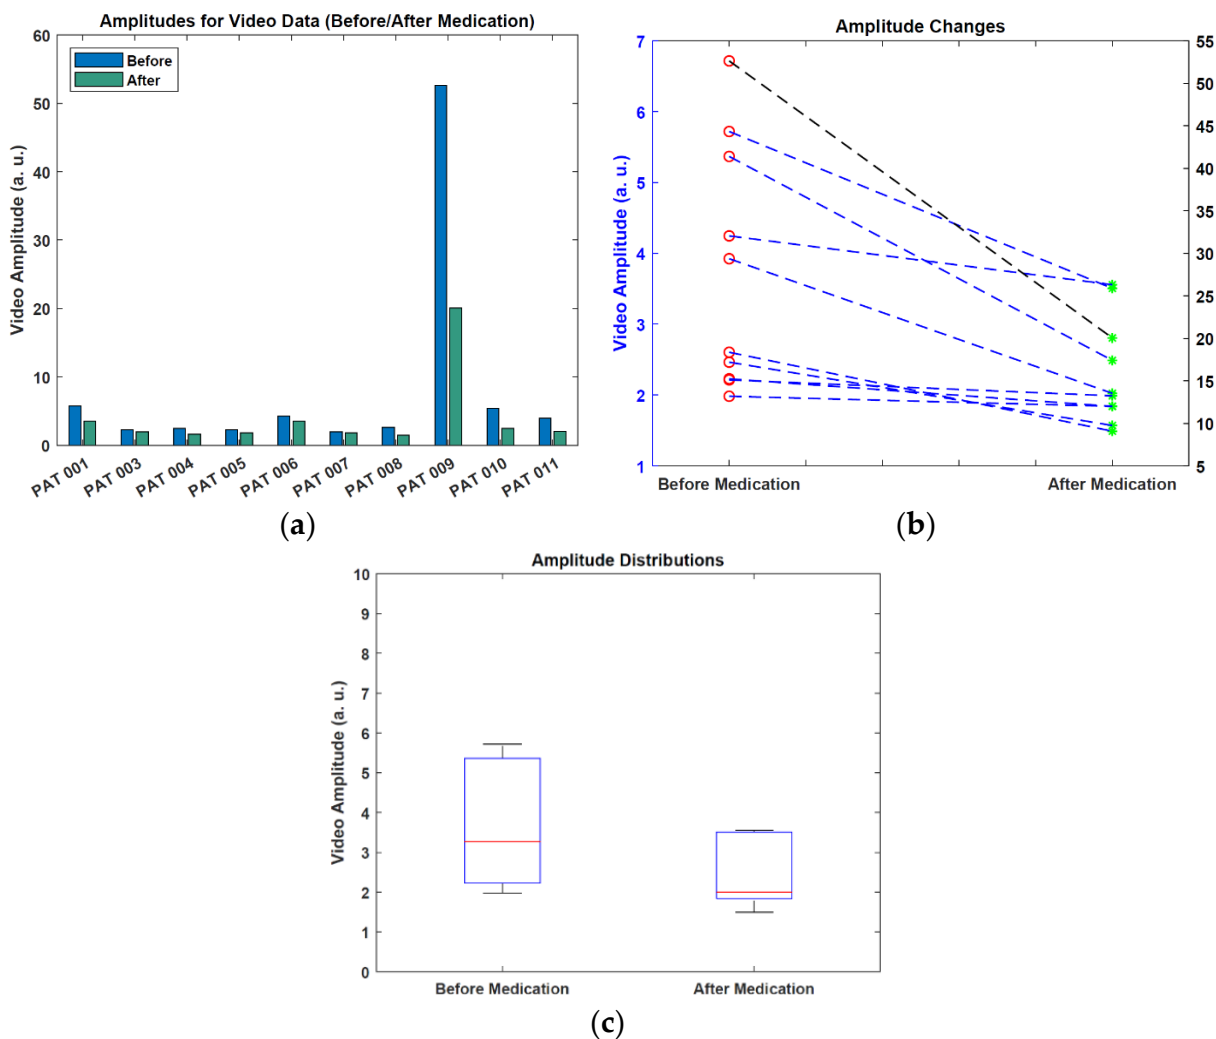 Amplitudes for Video Data (Before/After Medication)
60
50
40
30
20
10
0
Video Amplitude (a. u.)
Before
After
PAT 001
PAT 003
PAT 004
PAT 005
PAT 006
PAT 007
PAT 008
PAT 009
PAT 010
PAT 011
(a)
Amplitude Changes
7
6
5
4
3
2
1
Video Amplitude (a. u.)
55
50
45
40
35
30
25
20
15
10
5
Before Medication
After Medication
(b)
Amplitude Distributions
10
9
8
7
6
5
4
3
2
1
0
Video Amplitude (a. u.)
Before Medication
After Medication
(c)